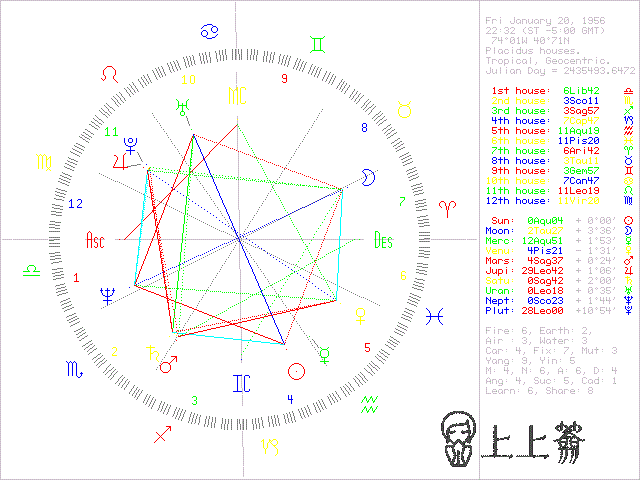 Fri January 20, 1956
22:32 (ST -5:00 GMT)
74°01W 40°71N
Placidus houses.
Tropical, Geocentric.
Julian Day = 2435493.6472
1st house: 6Lib42 ♎
2nd house: 3Sco11 ♏
3rd house: 3Sag57 ♐
4th house: 7Cap47 ♑
5th house: 11Aqu19 ♒
6th house: 11Pis20 ♓
7th house: 6Ari42 ♈
8th house: 3Tau11 ♉
9th house: 3Gem57 ♊
10th house: 7Can47 ♋
11th house: 11Leo19 ♌
12th house: 11Vir20 ♍
Sun: 0Aqu04 + 0°00' ☉
Moon: 2Tau27 + 3°36' ☽
Merc: 12Aqu51 + 1°53' ☿
Venu: 4Pis21 - 1°31' ♀
Mars: 4Sag37 + 0°24' ♂
Jupi: 29Leo42 + 1°06' ♃
Satu: 0Sag42 + 2°00' ♄
Uran: 0Leo18 + 0°35' ♅
Nept: 0Sco23 + 1°44' ♆
Plut: 28Leo00 +10°54' ♇
Fire: 6, Earth: 2,
Air : 3, Water: 3
Car: 4, Fix: 7, Mut: 3
Yang: 9, Yin: 5
M: 4, N: 6, A: 6, D: 4
Ang: 4, Suc: 5, Cad: 1
Learn: 6, Share: 8
♋
♊
♌
♉
♍
♈
♎
♓
♏
♒
♐
♑
10
9
11
8
12
7
1
6
2
5
3
4
MC
Asc
Des
IC
♅
♇
♃
☽
♆
♀
♄
♂
☉
☿
上上